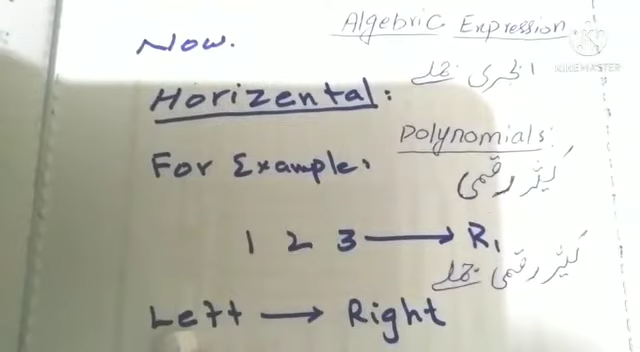 Algebric Expression
Now.
الجبری جملے
Horizental:
Polynomials:
For Example:
کثیر رقمی
1 2 3 → R₁
کثیر رقمی جملے
Left → Right
KINEMASTER